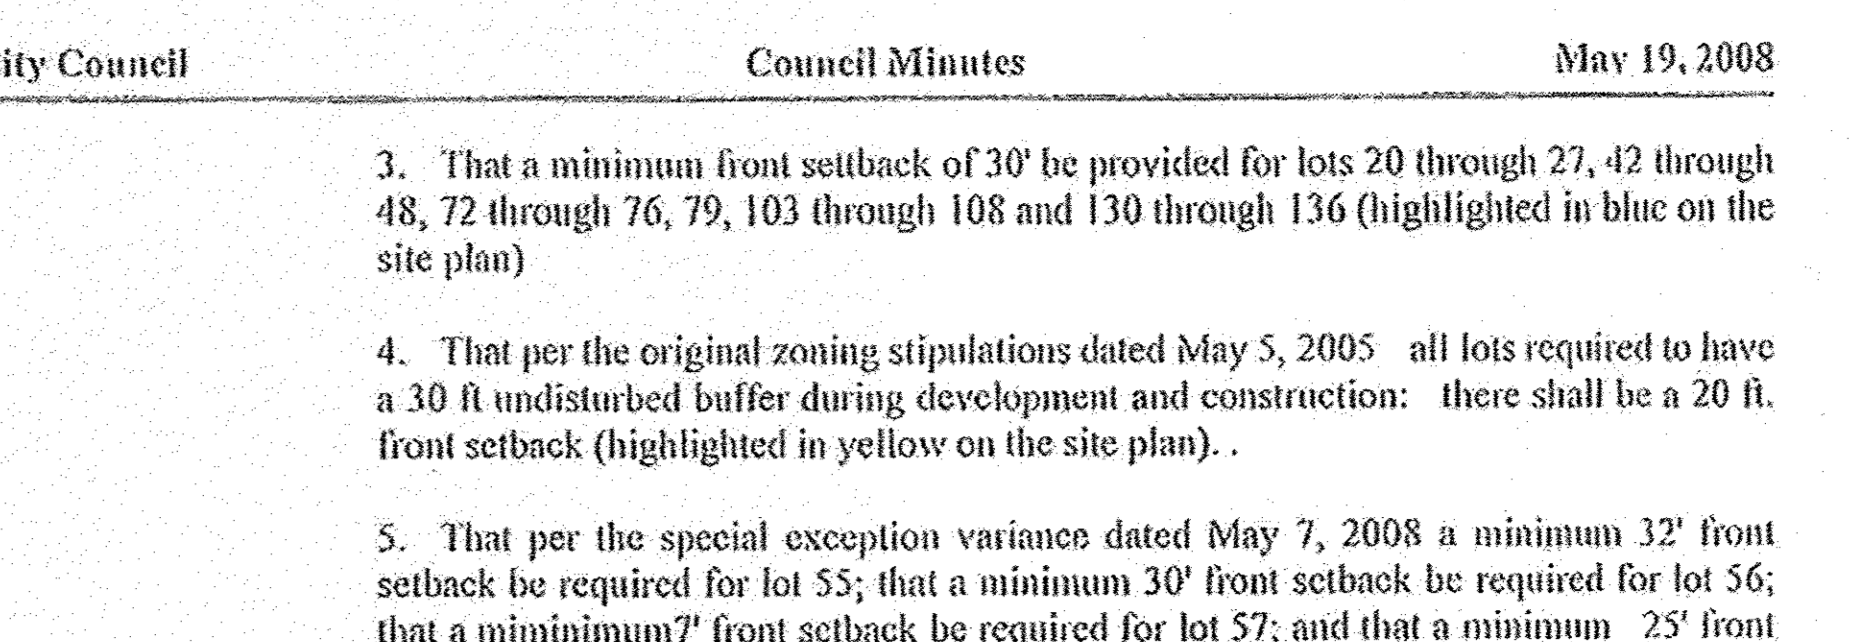 ity Council Council Minutes May 19, 2008
3. That a minimum front settback of 30' be provided for lots 20 through 27, 42 through
48, 72 through 76, 79, 103 through 108 and 130 through 136 (highlighted in blue on the
site plan)
4. That per the original zoning stipulations dated May 5, 2005 all lots required to have
a 30 ft undisturbed buffer during development and construction: there shall be a 20 ft.
front setback (highlighted in yellow on the site plan). .
5. That per the special exception variance dated May 7, 2008 a minimum 32' front
setback be required for lot 55; that a minimum 30' front setback be required for lot 56;
that a miminimum7' front setback be required for lot 57; and that a minimum 25' front